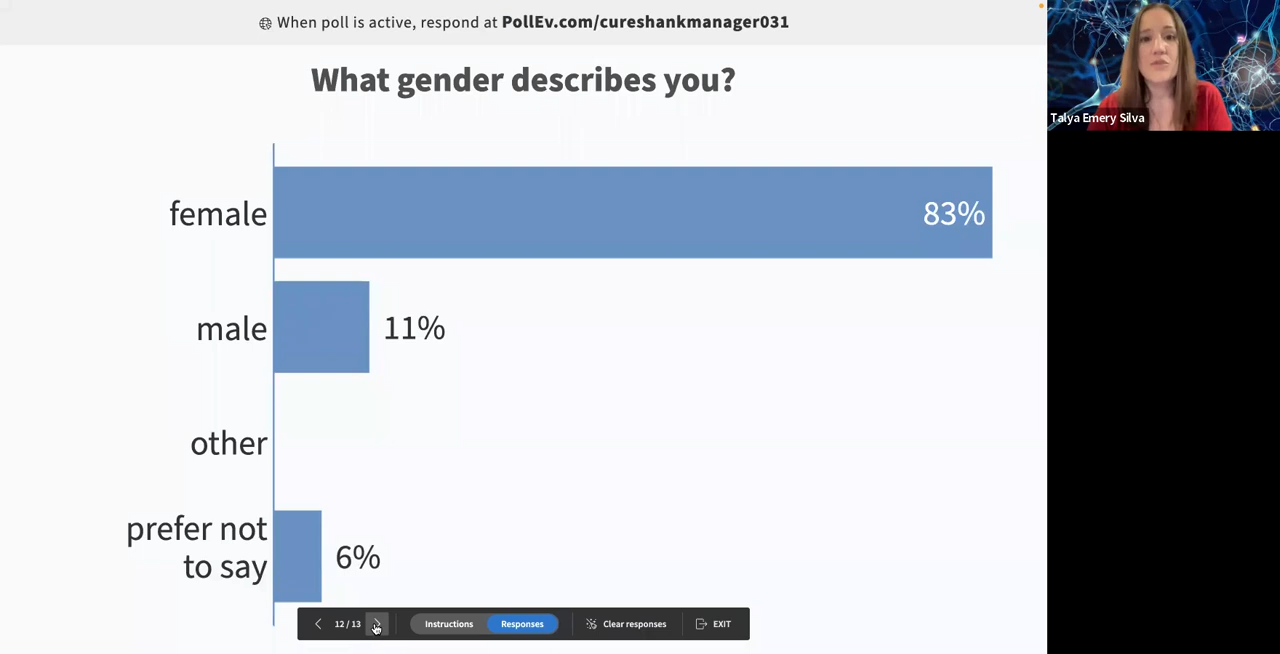 When poll is active, respond at PollEv.com/cureshankmanager031
What gender describes you?
female
83%
male
11%
other
prefer not
to say
6%
12 / 13
Instructions
Responses
Clear responses
EXIT
Talya Emery Silva